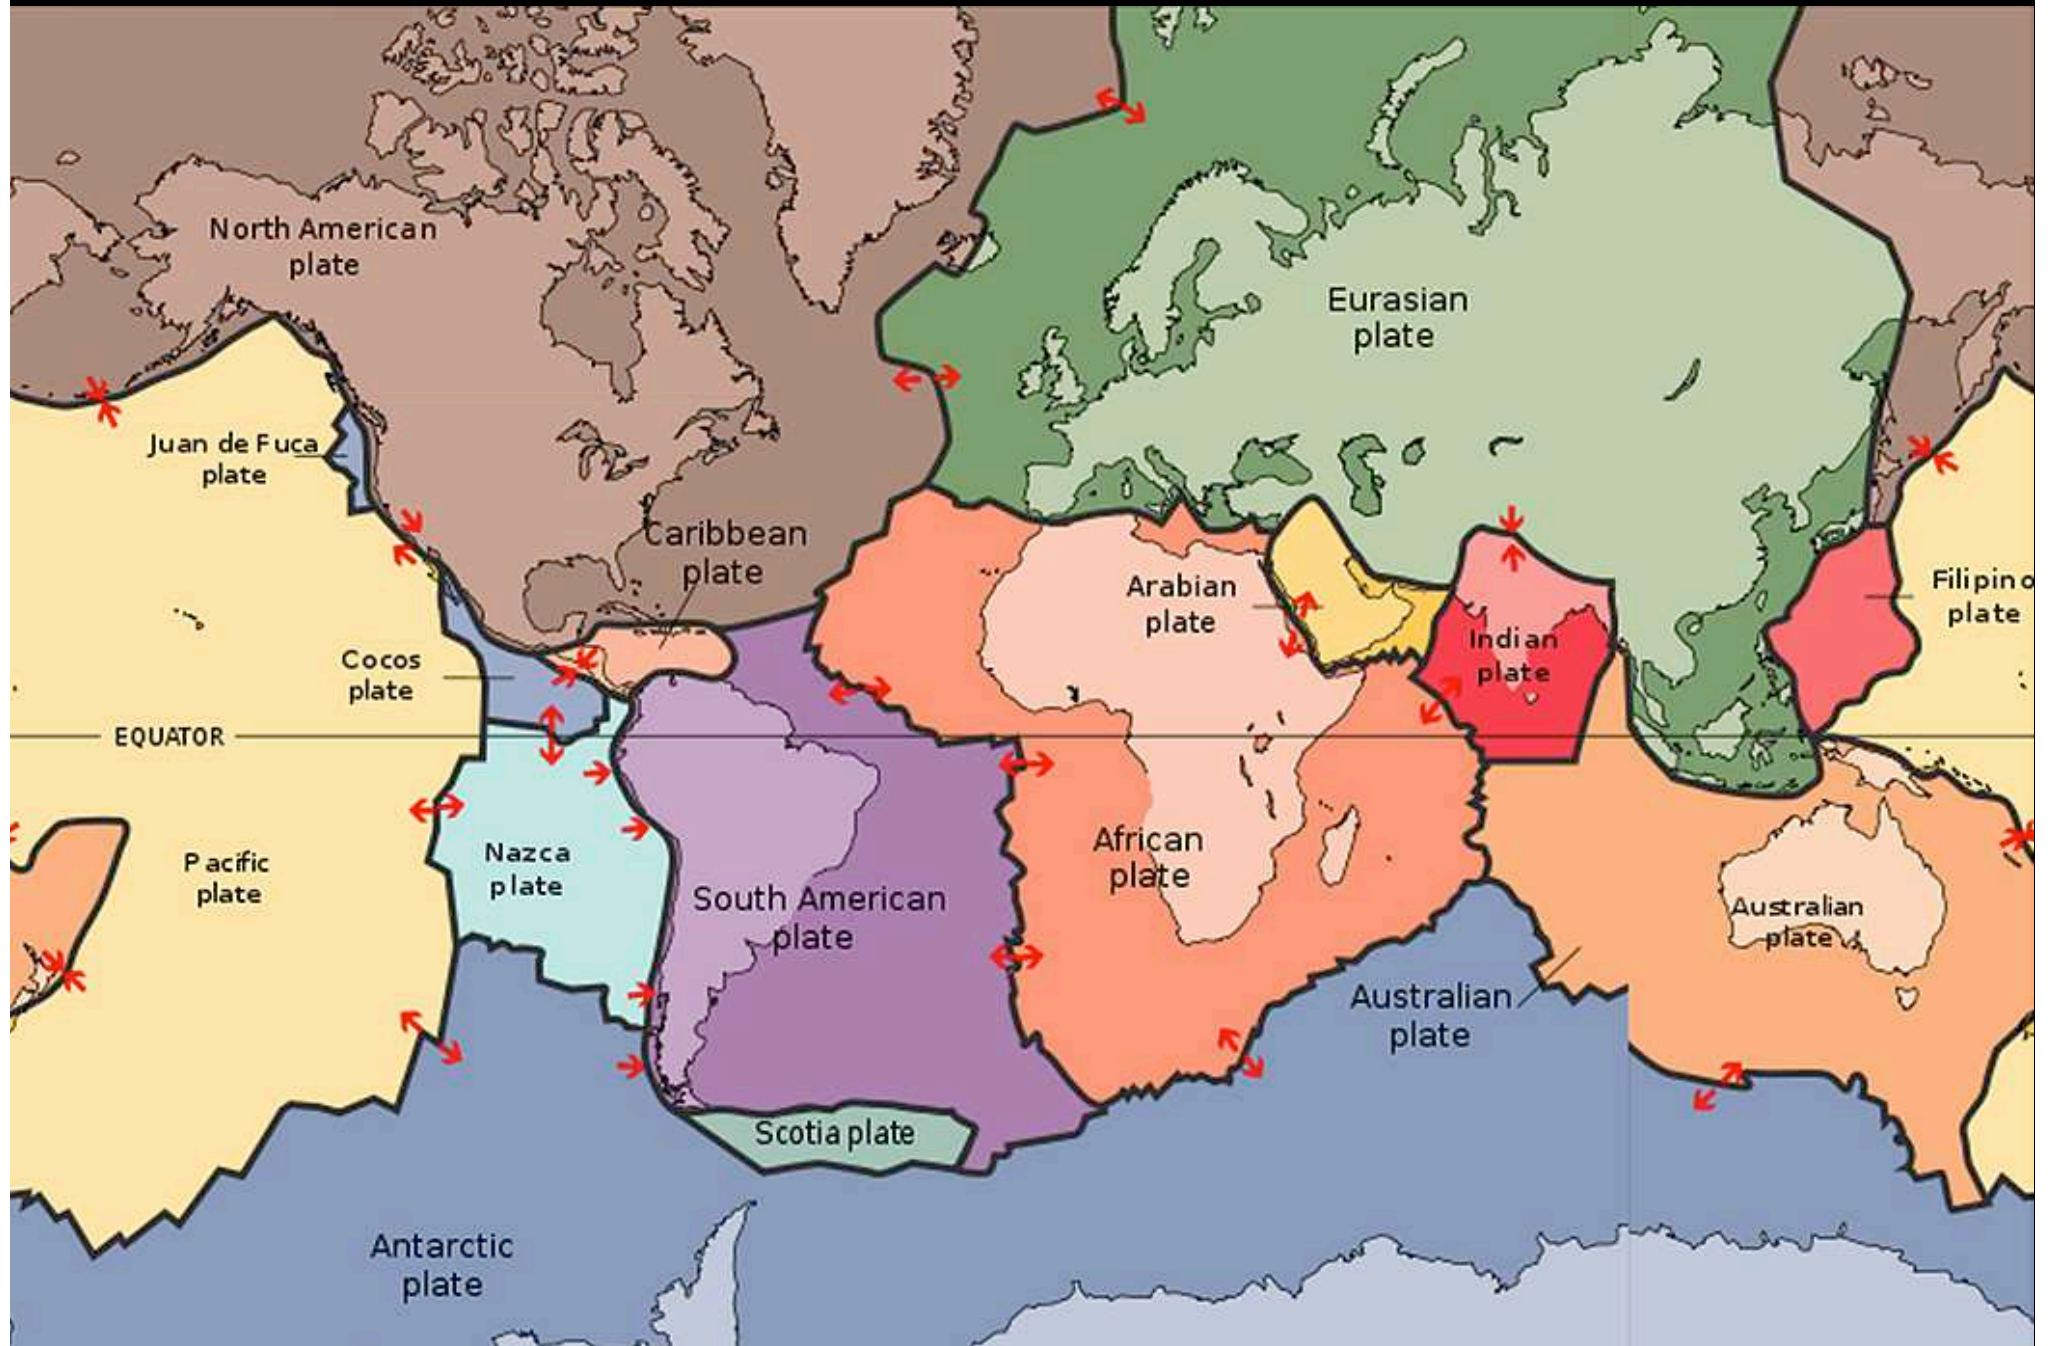 North American
plate
Eurasian
plate
Juan de Fuca
plate
Caribbean
plate
Arabian
plate
Filipino
plate
Indian
plate
Cocos
plate
EQUATOR
Pacific
plate
Nazca
plate
South American
plate
African
plate
Australian
plate
Australian
plate
Scotia plate
Antarctic
plate